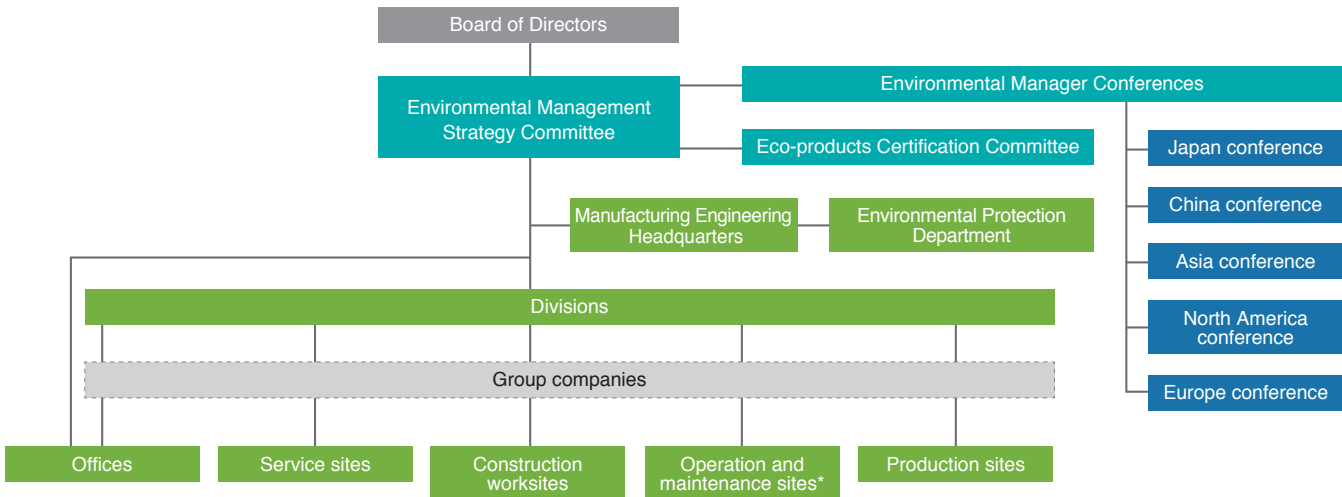 Board of Directors
Environmental Management
Strategy Committee
Environmental Manager Conferences
Eco-products Certification Committee
Japan conference
China conference
Asia conference
North America
conference
Europe conference
Manufacturing Engineering
Headquarters
Environmental Protection
Department
Divisions
Group companies
Offices
Service sites
Construction
worksites
Operation and
maintenance sites*
Production sites